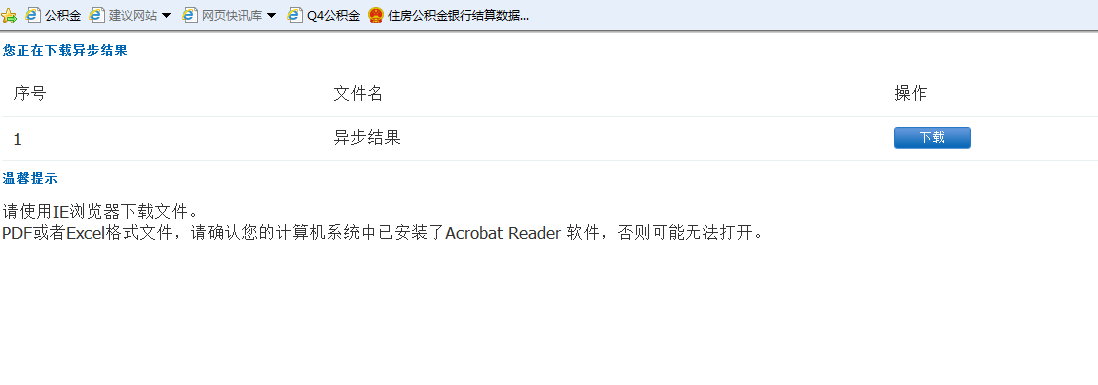 公积金 建议网站 网页快讯库 Q4公积金 住房公积金银行结算数据...
您正在下载异步结果
序号 文件名 操作
1 异步结果 下载
温馨提示
请使用IE浏览器下载文件。
PDF或者Excel格式文件，请确认您的计算机系统中已安装了Acrobat Reader 软件，否则可能无法打开。